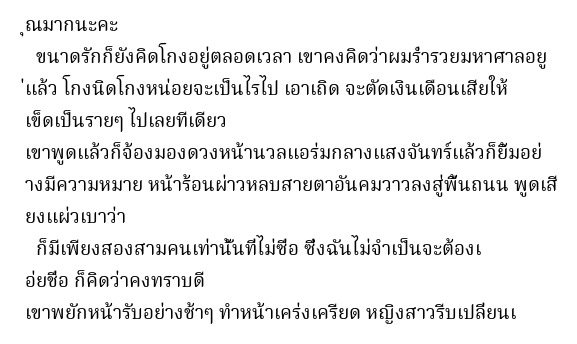 ุณมากนะคะ
ขนาดรักก็ยังคิดโกงอยู่ตลอดเวลา เขาคงคิดว่าผมร่ำรวยมหาศาลอยู
่แล้ว โกงนิดโกงหน่อยจะเป็นไรไป เอาเถิด จะตัดเงินเดือนเสียให้
เข็ดเป็นรายๆ ไปเลยทีเดียว
เขาพูดแล้วก็จ้องมองดวงหน้านวลแอร่มกลางแสงจันทร์แล้วก็ยิ้มอย่
างมีความหมาย หน้าร้อนผ่าวหลบสายตาอันคมวาวลงสู่พื้นถนน พูดเสี
ยงแผ่วเบาว่า
ก็มีเพียงสองสามคนเท่านั้นที่ไม่ซื่อ ซึ่งฉันไม่จำเป็นจะต้องเ
อ่ยชื่อ ก็คิดว่าคงทราบดี
เขาพยักหน้ารับอย่างช้าๆ ทำหน้าเคร่งเครียด หญิงสาวรีบเปลี่ยนเ